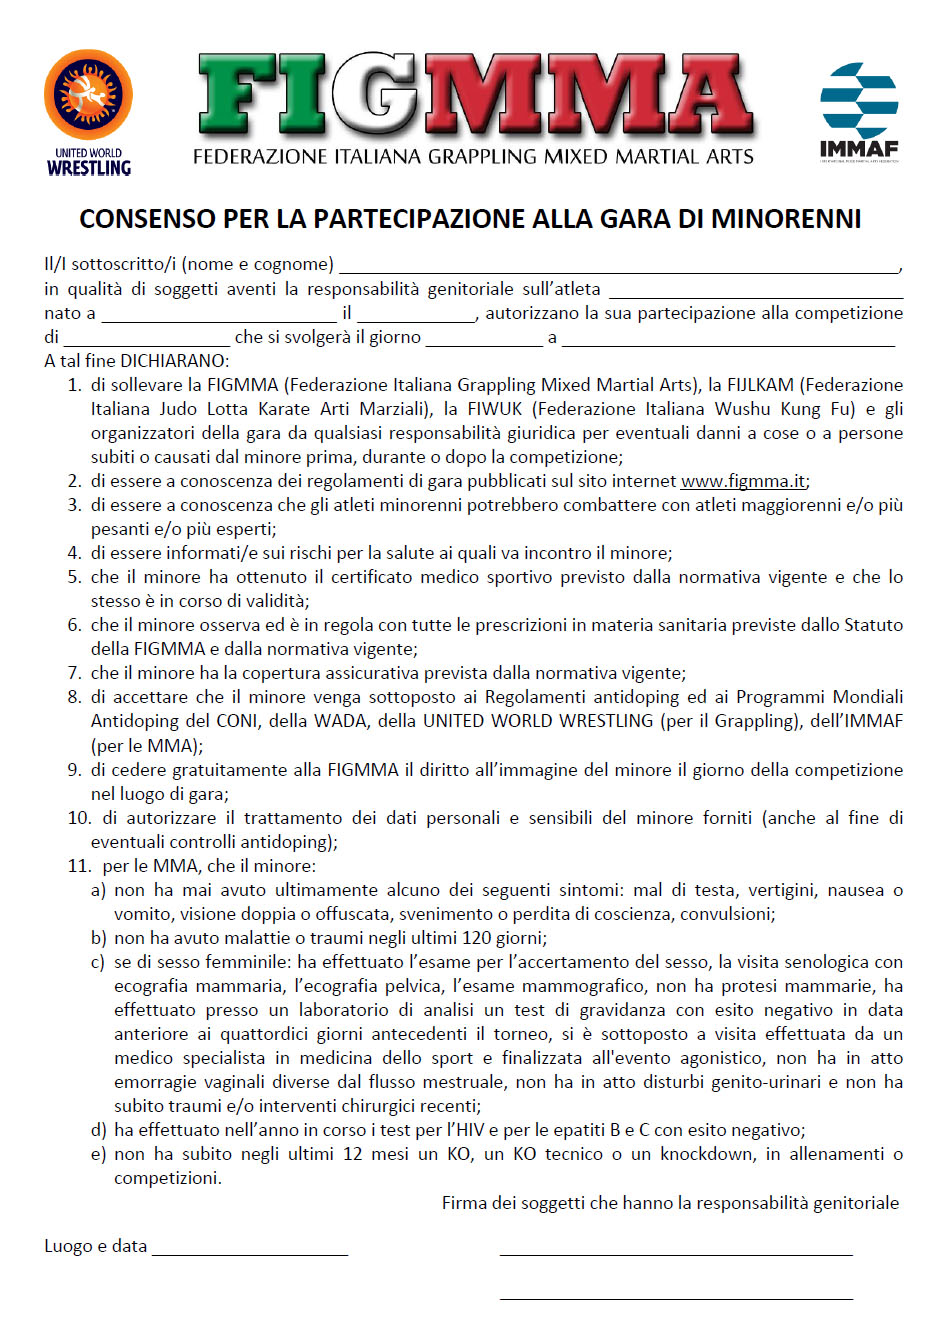 FIGMMA
UNITED WORLD
WRESTLING
FEDERAZIONE ITALIANA GRAPPLING MIXED MARTIAL ARTS
IMMAF
CONSENSO PER LA PARTECIPAZIONE ALLA GARA DI MINORENNI
Il/I sottoscritto/i (nome e cognome) ________________________________________________________,
in qualità di soggetti aventi la responsabilità genitoriale sull’atleta ______________________________
nato a ________________________ il ____________, autorizzano la sua partecipazione alla competizione
di _________________ che si svolgerà il giorno ____________ a __________________________________
A tal fine DICHIARANO:
1. di sollevare la FIGMMA (Federazione Italiana Grappling Mixed Martial Arts), la FIJLKAM (Federazione
Italiana Judo Lotta Karate Arti Marziali), la FIWUK (Federazione Italiana Wushu Kung Fu) e gli
organizzatori della gara da qualsiasi responsabilità giuridica per eventuali danni a cose o a persone
subiti o causati dal minore prima, durante o dopo la competizione;
2. di essere a conoscenza dei regolamenti di gara pubblicati sul sito internet www.figmma.it;
3. di essere a conoscenza che gli atleti minorenni potrebbero combattere con atleti maggiorenni e/o più
pesanti e/o più esperti;
4. di essere informati/e sui rischi per la salute ai quali va incontro il minore;
5. che il minore ha ottenuto il certificato medico sportivo previsto dalla normativa vigente e che lo
stesso è in corso di validità;
6. che il minore osserva ed è in regola con tutte le prescrizioni in materia sanitaria previste dallo Statuto
della FIGMMA e dalla normativa vigente;
7. che il minore ha la copertura assicurativa prevista dalla normativa vigente;
8. di accettare che il minore venga sottoposto ai Regolamenti antidoping ed ai Programmi Mondiali
Antidoping del CONI, della WADA, della UNITED WORLD WRESTLING (per il Grappling), dell’IMMAF
(per le MMA);
9. di cedere gratuitamente alla FIGMMA il diritto all’immagine del minore il giorno della competizione
nel luogo di gara;
10. di autorizzare il trattamento dei dati personali e sensibili del minore forniti (anche al fine di
eventuali controlli antidoping);
11. per le MMA, che il minore:
a) non ha mai avuto ultimamente alcuno dei seguenti sintomi: mal di testa, vertigini, nausea o
vomito, visione doppia o offuscata, svenimento o perdita di coscienza, convulsioni;
b) non ha avuto malattie o traumi negli ultimi 120 giorni;
c) se di sesso femminile: ha effettuato l’esame per l’accertamento del sesso, la visita senologica con
ecografia mammaria, l’ecografia pelvica, l’esame mammografico, non ha protesi mammarie, ha
effettuato presso un laboratorio di analisi un test di gravidanza con esito negativo in data
anteriore ai quattordici giorni antecedenti il torneo, si è sottoposto a visita effettuata da un
medico specialista in medicina dello sport e finalizzata all'evento agonistico, non ha in atto
emorragie vaginali diverse dal flusso mestruale, non ha in atto disturbi genito-urinari e non ha
subito traumi e/o interventi chirurgici recenti;
d) ha effettuato nell’anno in corso i test per l’HIV e per le epatiti B e C con esito negativo;
e) non ha subito negli ultimi 12 mesi un KO, un KO tecnico o un knockdown, in allenamenti o
competizioni.
Firma dei soggetti che hanno la responsabilità genitoriale
Luogo e data ____________________ ____________________________________
____________________________________